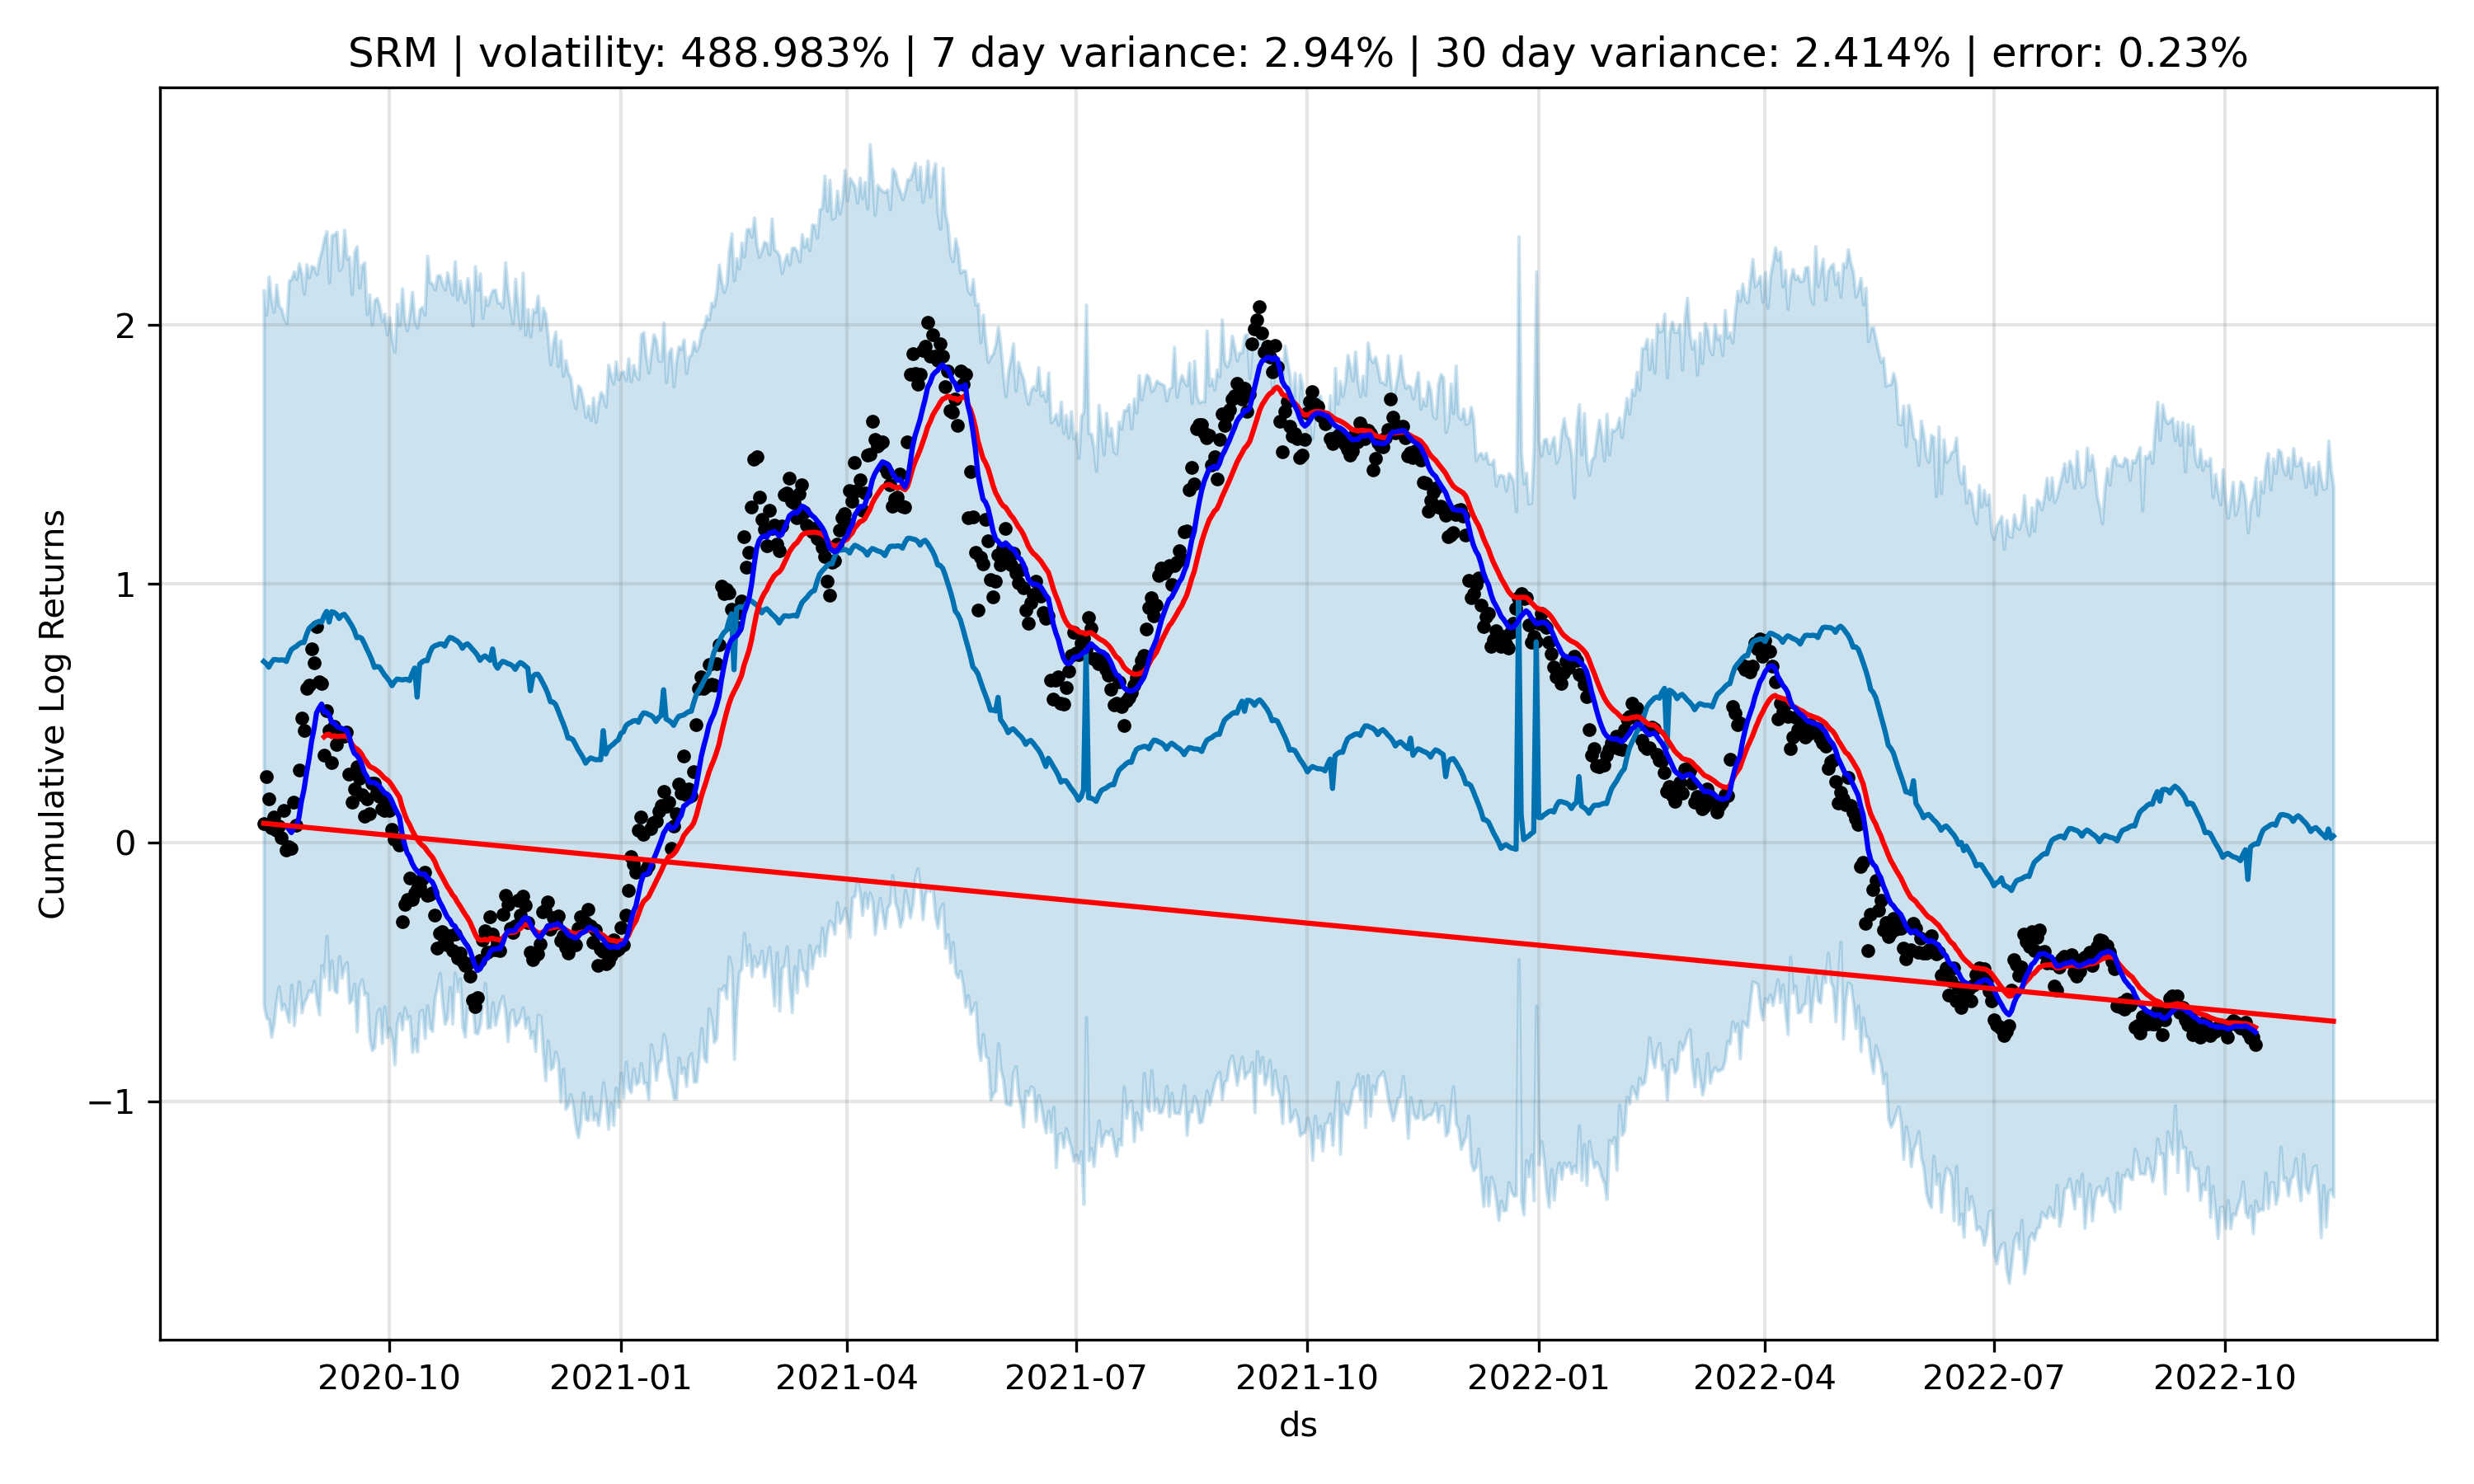 SRM | volatility: 488.983% | 7 day variance: 2.94% | 30 day variance: 2.414% | error: 0.23%
Cumulative Log Returns
2
1
0
−1
2020-10 2021-01 2021-04 2021-07 2021-10 2022-01 2022-04 2022-07 2022-10
ds